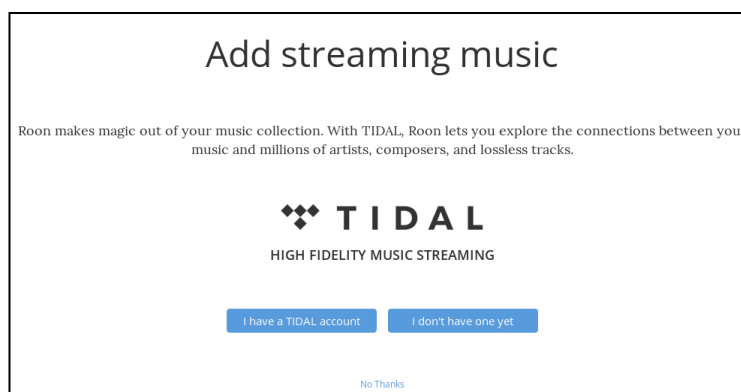 Add streaming music
Roon makes magic out of your music collection. With TIDAL, Roon lets you explore the connections between you
music and millions of artists, composers, and lossless tracks.
TIDAL
HIGH FIDELITY MUSIC STREAMING
I have a TIDAL account
I don't have one yet
No Thanks